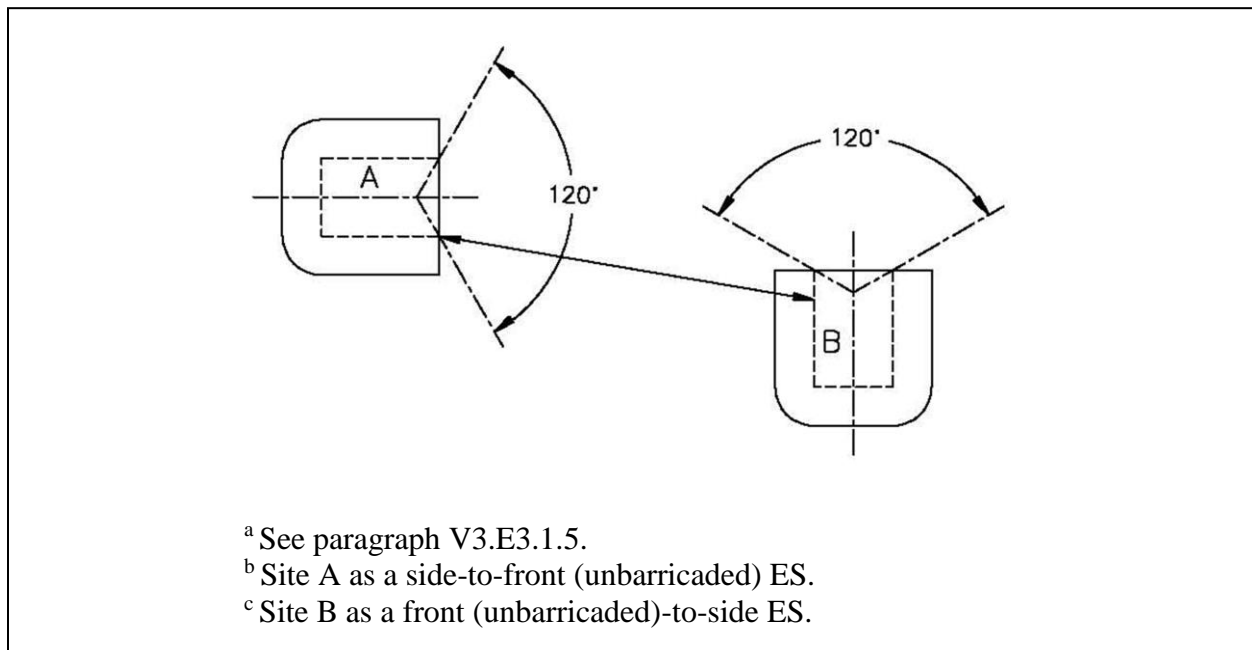 120°
A
120°
B
a See paragraph V3.E3.1.5.
b Site A as a side-to-front (unbarricaded) ES.
c Site B as a front (unbarricaded)-to-side ES.